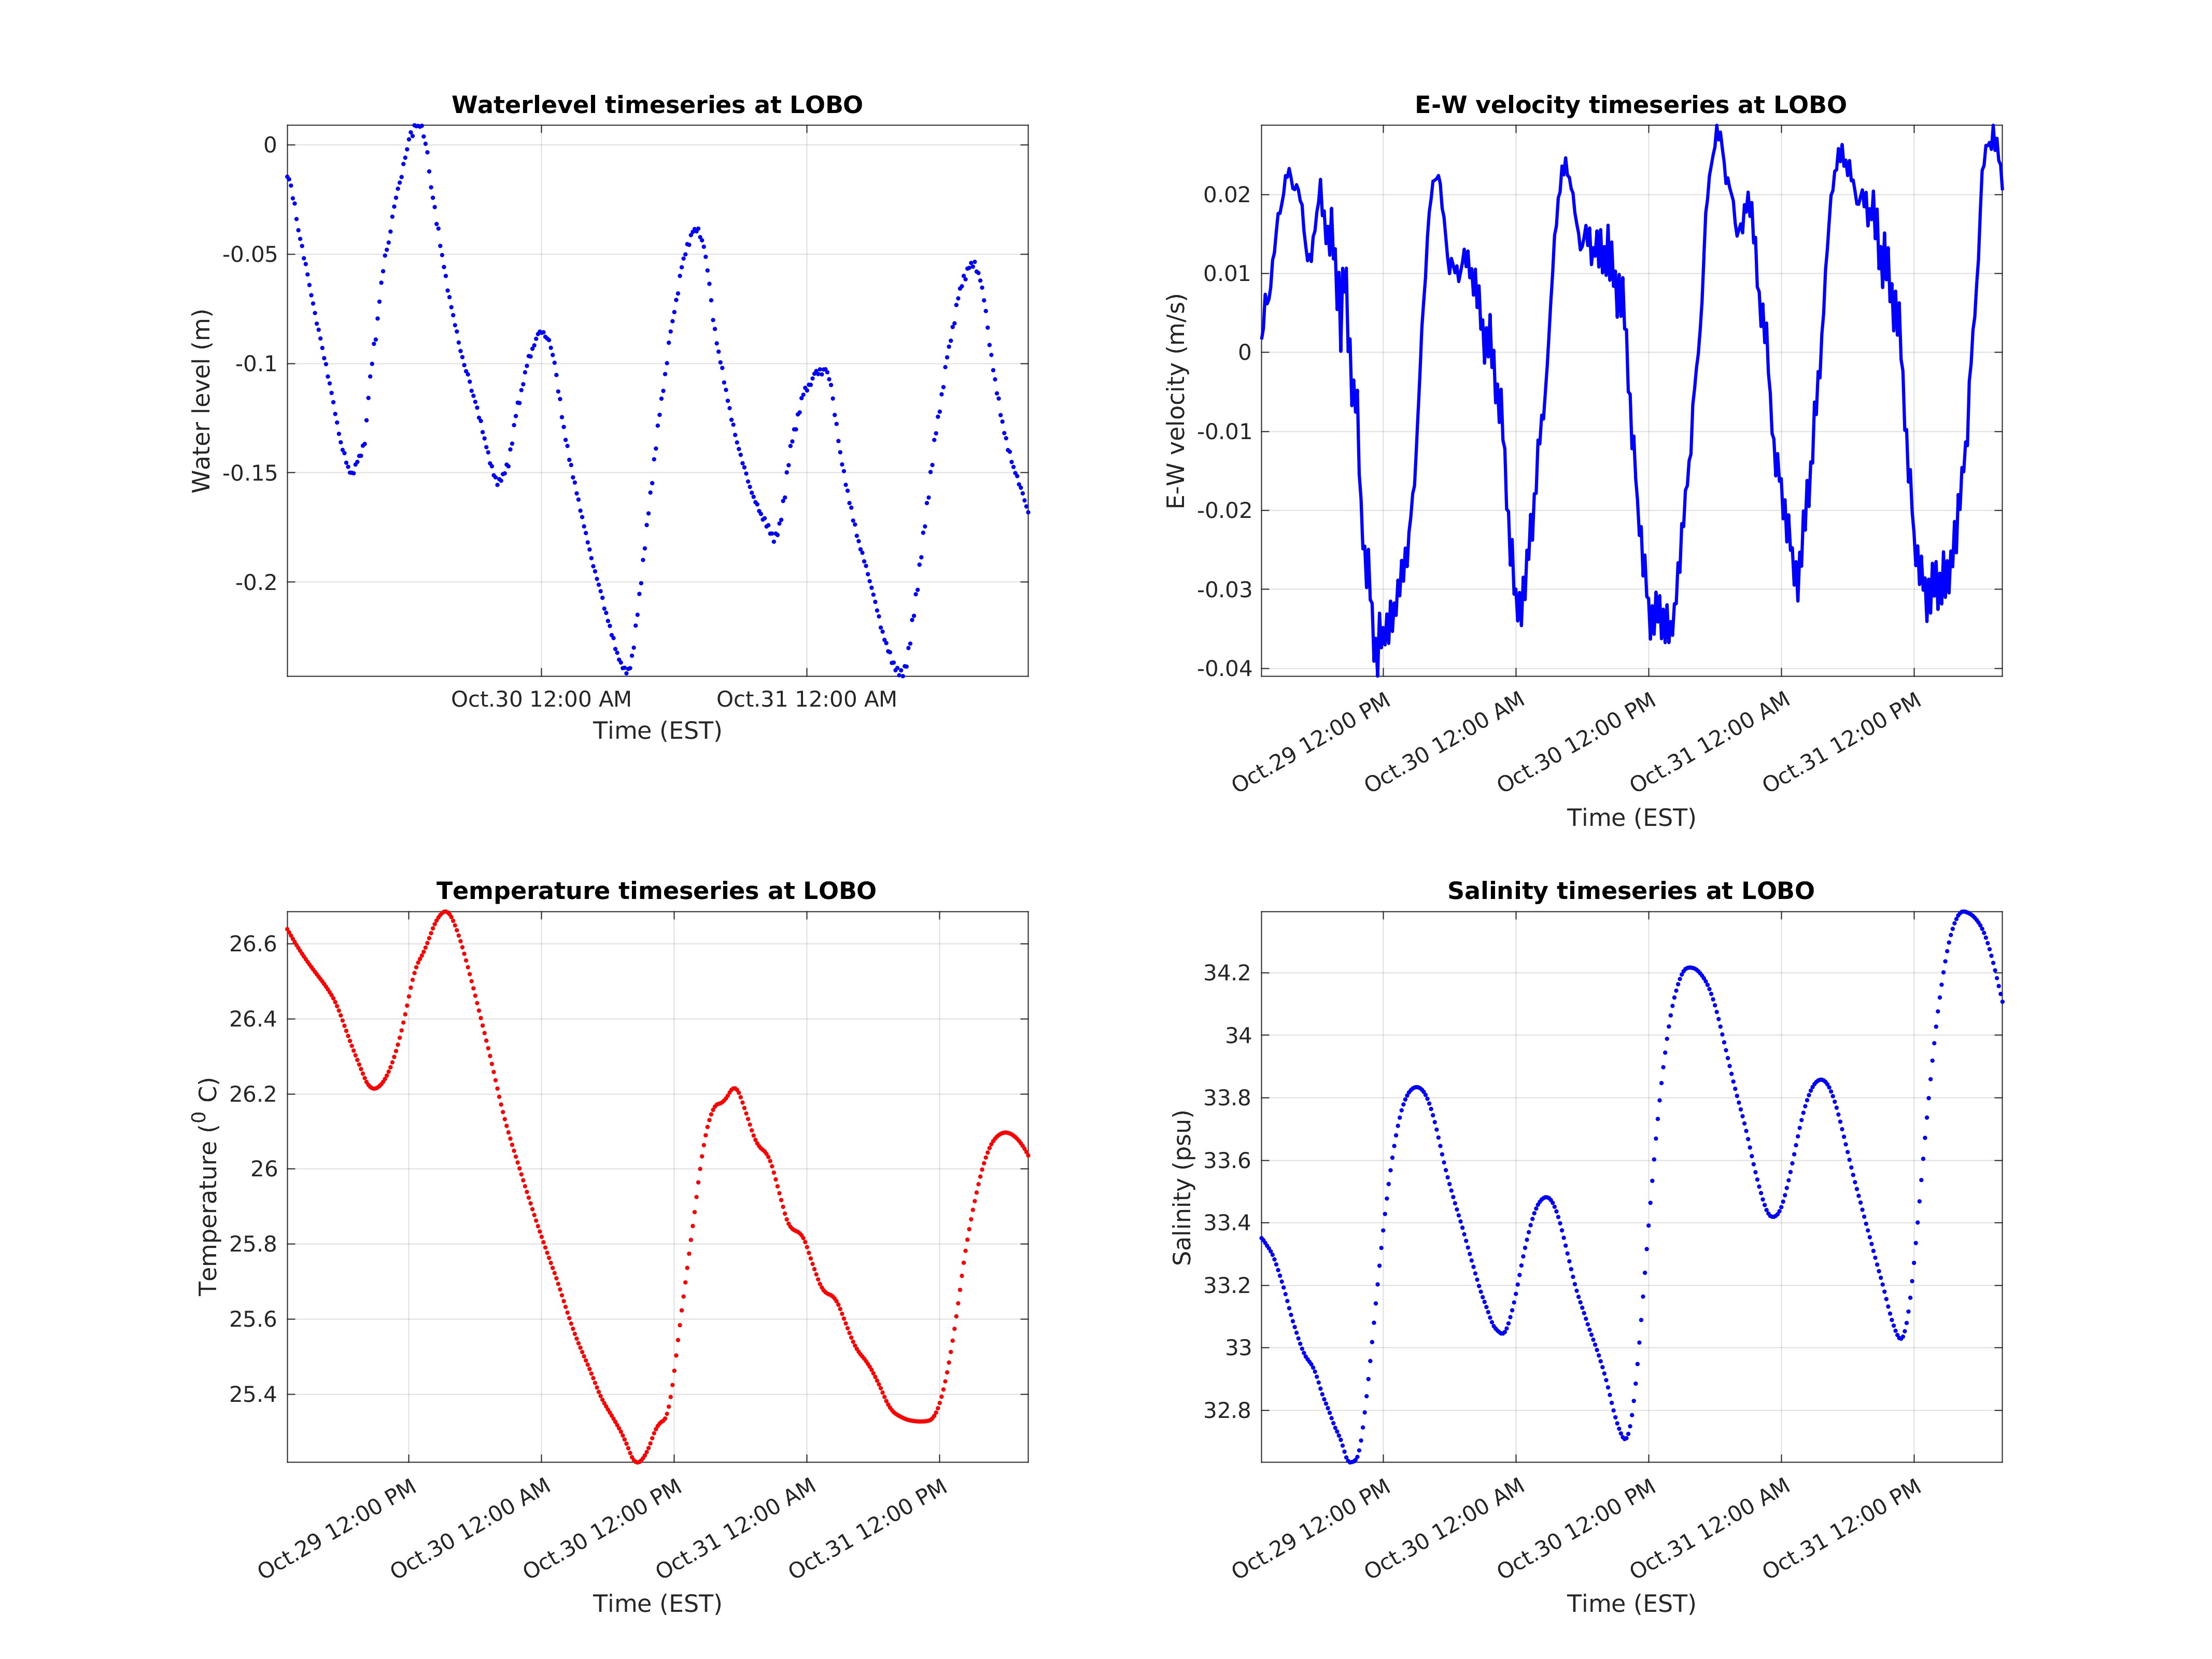 Waterlevel timeseries at LOBO
0
-0.05
-0.1
-0.15
-0.2
Water level (m)
Oct.30 12:00 AM
Oct.31 12:00 AM
Time (EST)
E-W velocity timeseries at LOBO
0.02
0.01
0
-0.01
-0.02
-0.03
-0.04
E-W velocity (m/s)
Oct.29 12:00 PM
Oct.30 12:00 AM
Oct.30 12:00 PM
Oct.31 12:00 AM
Oct.31 12:00 PM
Time (EST)
Temperature timeseries at LOBO
26.6
26.4
26.2
26
25.8
25.6
25.4
Temperature (⁰ C)
Oct.29 12:00 PM
Oct.30 12:00 AM
Oct.30 12:00 PM
Oct.31 12:00 AM
Oct.31 12:00 PM
Time (EST)
Salinity timeseries at LOBO
34.2
34
33.8
33.6
33.4
33.2
33
32.8
Salinity (psu)
Oct.29 12:00 PM
Oct.30 12:00 AM
Oct.30 12:00 PM
Oct.31 12:00 AM
Oct.31 12:00 PM
Time (EST)